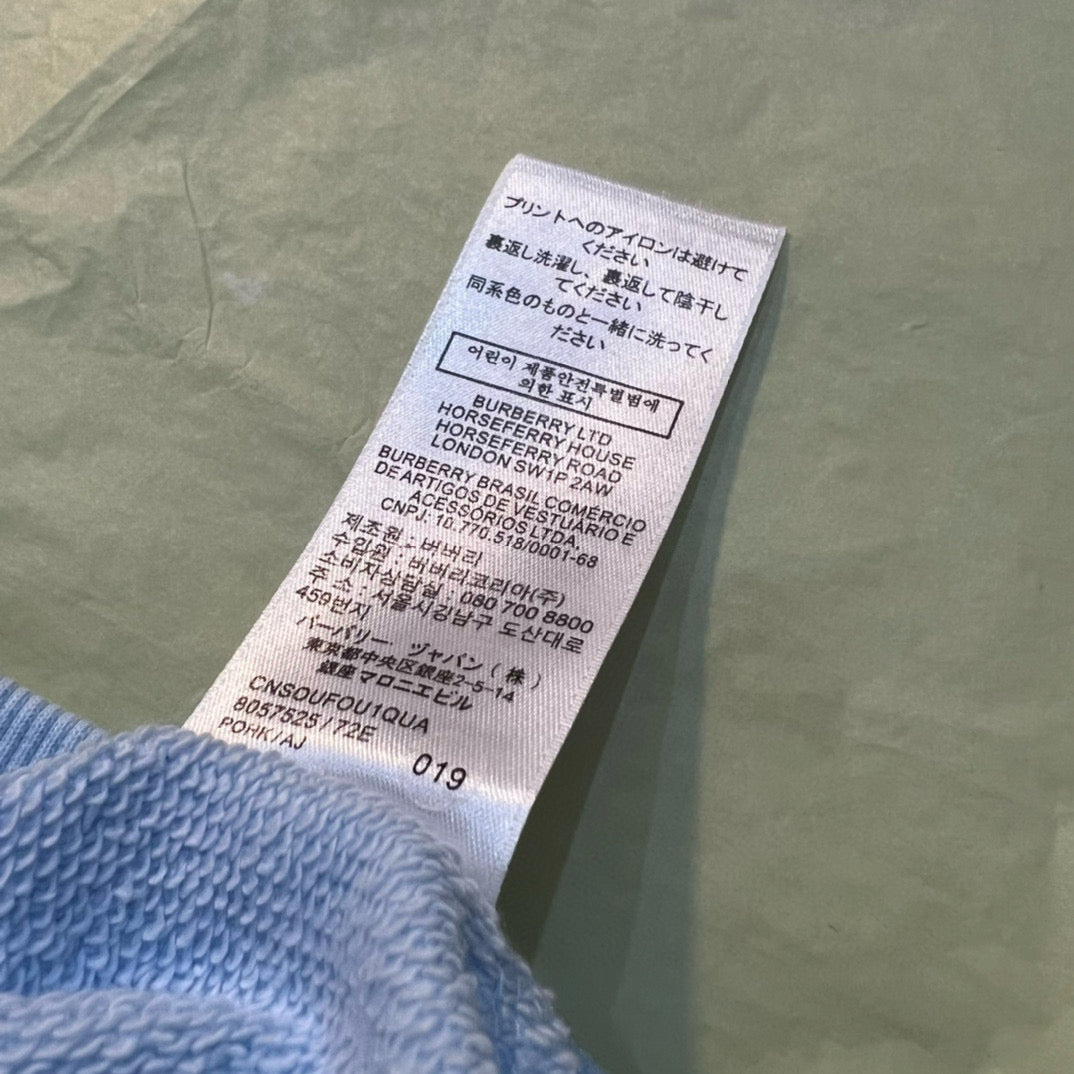 プリントへのアイロンは避けて
ください
裏返し洗濯し、裏返して陰干し
てください
同系色のものと一緒に洗ってく
ださい
어린이 제품안전특별법에
의한 표시
BURBERRY LTD
HORSEFERRY HOUSE
HORSEFERRY ROAD
LONDON SW1P 2AW
BURBERRY BRASIL COMÉRCIO
DE ARTIGOS DE VESTUÁRIO E
ACESSÓRIOS LTDA,
CNPJ: 10.770.518/0001-68
제조원 : 버버리
수입원 : 버버리코리아(주)
소비자상담실 : 080 700 8800
주 소 : 서울시강남구 도산대로
459번지
バーバリー、ヅャパン(株)
東京都中央区銀座2-5-14
銀座マロニエビル
CNSOUFOU1QUA
8057525/72E
POHK/AJ
019